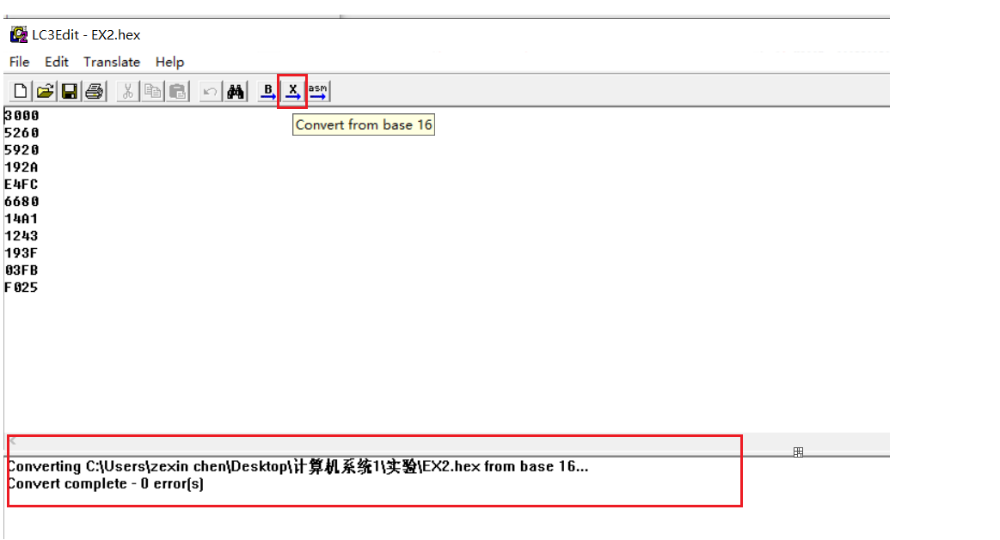 LC3Edit - EX2.hex
File Edit Translate Help
B X asm
Convert from base 16
3000
5260
5920
192A
E4FC
6680
14A1
1243
193F
03FB
F025
Converting C:\Users\zexin chen\Desktop\计算机系统1\实验\EX2.hex from base 16...
Convert complete - 0 error(s)